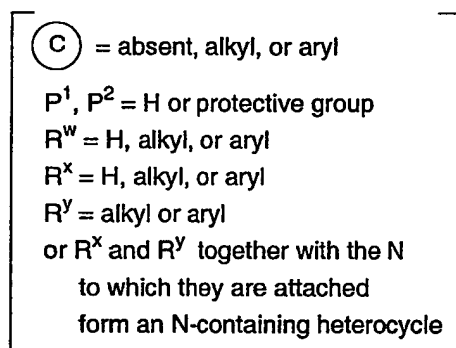 C = absent, alkyl, or aryl
P¹, P² = H or protective group
Rʷ = H, alkyl, or aryl
Rˣ = H, alkyl, or aryl
Rʸ = alkyl or aryl
or Rˣ and Rʸ together with the N
to which they are attached
form an N-containing heterocycle